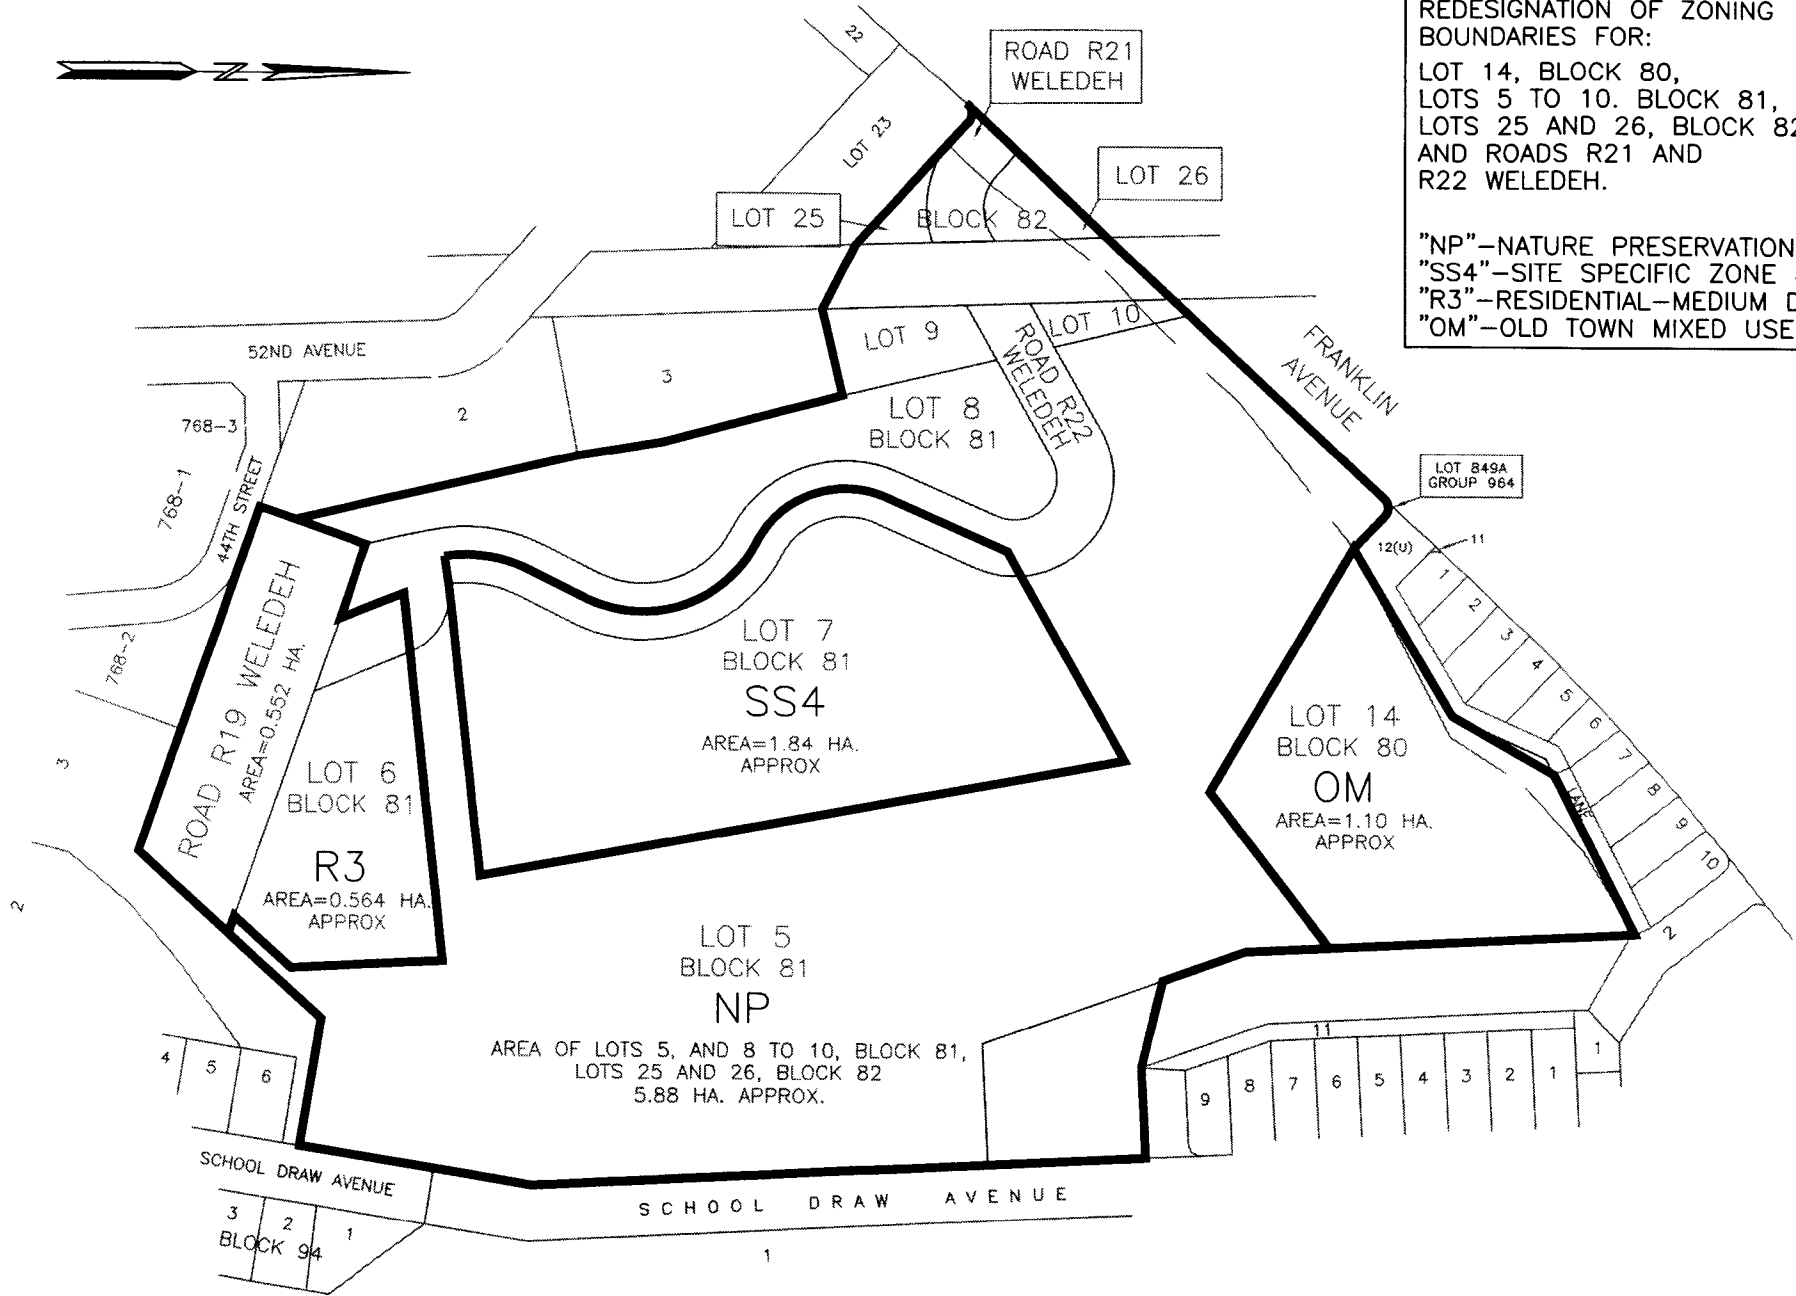 REDESIGNATION OF ZONING
BOUNDARIES FOR:
LOT 14, BLOCK 80,
LOTS 5 TO 10. BLOCK 81,
LOTS 25 AND 26, BLOCK 82
AND ROADS R21 AND
R22 WELEDEH.
"NP"-NATURE PRESERVATION
"SS4"-SITE SPECIFIC ZONE
"R3"-RESIDENTIAL-MEDIUM D
"OM"-OLD TOWN MIXED USE
Z
22
ROAD R21
WELEDEH
LOT 23
LOT 26
LOT 25
BLOCK 82
52ND AVENUE
3
2
LOT 9
LOT 10
ROAD R22
WELEDEH
FRANKLIN
AVENUE
LOT 8
BLOCK 81
768-3
768-1
44TH STREET
768-2
LOT 849A
GROUP 964
12(U)
11
1
2
3
4
5
6
7
8
9
10
LANE
2
ROAD R19 WELEDEH
AREA=0.552 HA.
LOT 7
BLOCK 81
SS4
AREA=1.84 HA.
APPROX
LOT 14
BLOCK 80
OM
AREA=1.10 HA.
APPROX
3
2
LOT 6
BLOCK 81
R3
AREA=0.564 HA.
APPROX
LOT 5
BLOCK 81
NP
AREA OF LOTS 5, AND 8 TO 10, BLOCK 81,
LOTS 25 AND 26, BLOCK 82
5.88 HA. APPROX.
4 5 6
11
9 8 7 6 5 4 3 2 1 1
SCHOOL DRAW AVENUE
SCHOOL DRAW AVENUE
3 2 1
BLOCK 94
1